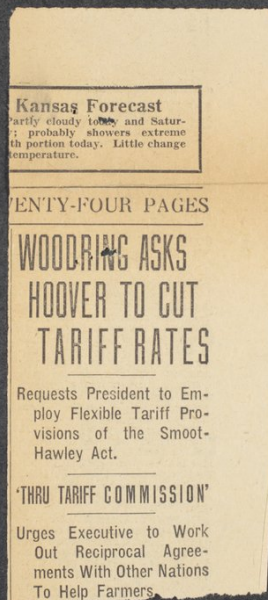 Kansas Forecast
Partly cloudy today and Satur-
; probably showers extreme
th portion today. Little change
temperature.
ENTY-FOUR PAGES
WOODRING ASKS
HOOVER TO CUT
TARIFF RATES
Requests President to Em-
ploy Flexible Tariff Pro-
visions of the Smoot-
Hawley Act.
'THRU TARIFF COMMISSION'
Urges Executive to Work
Out Reciprocal Agree-
ments With Other Nations
To Help Farmers.